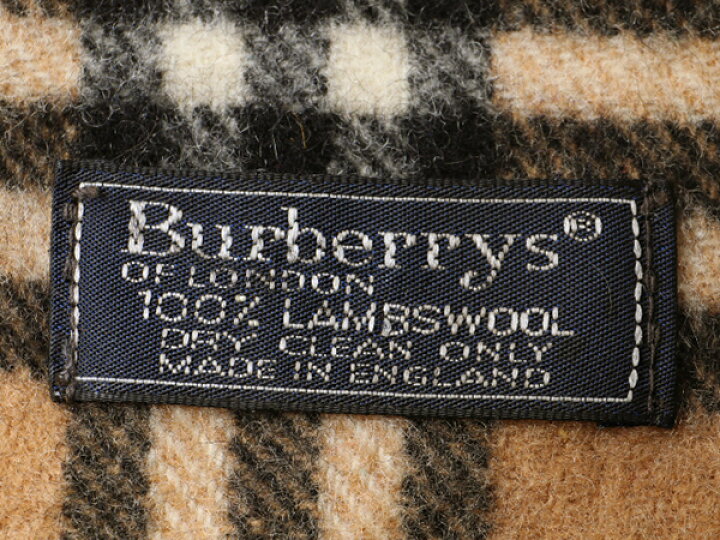 Burberrys®
OF LONDON
100% LAMBSWOOL
DRY CLEAN ONLY
MADE IN ENGLAND